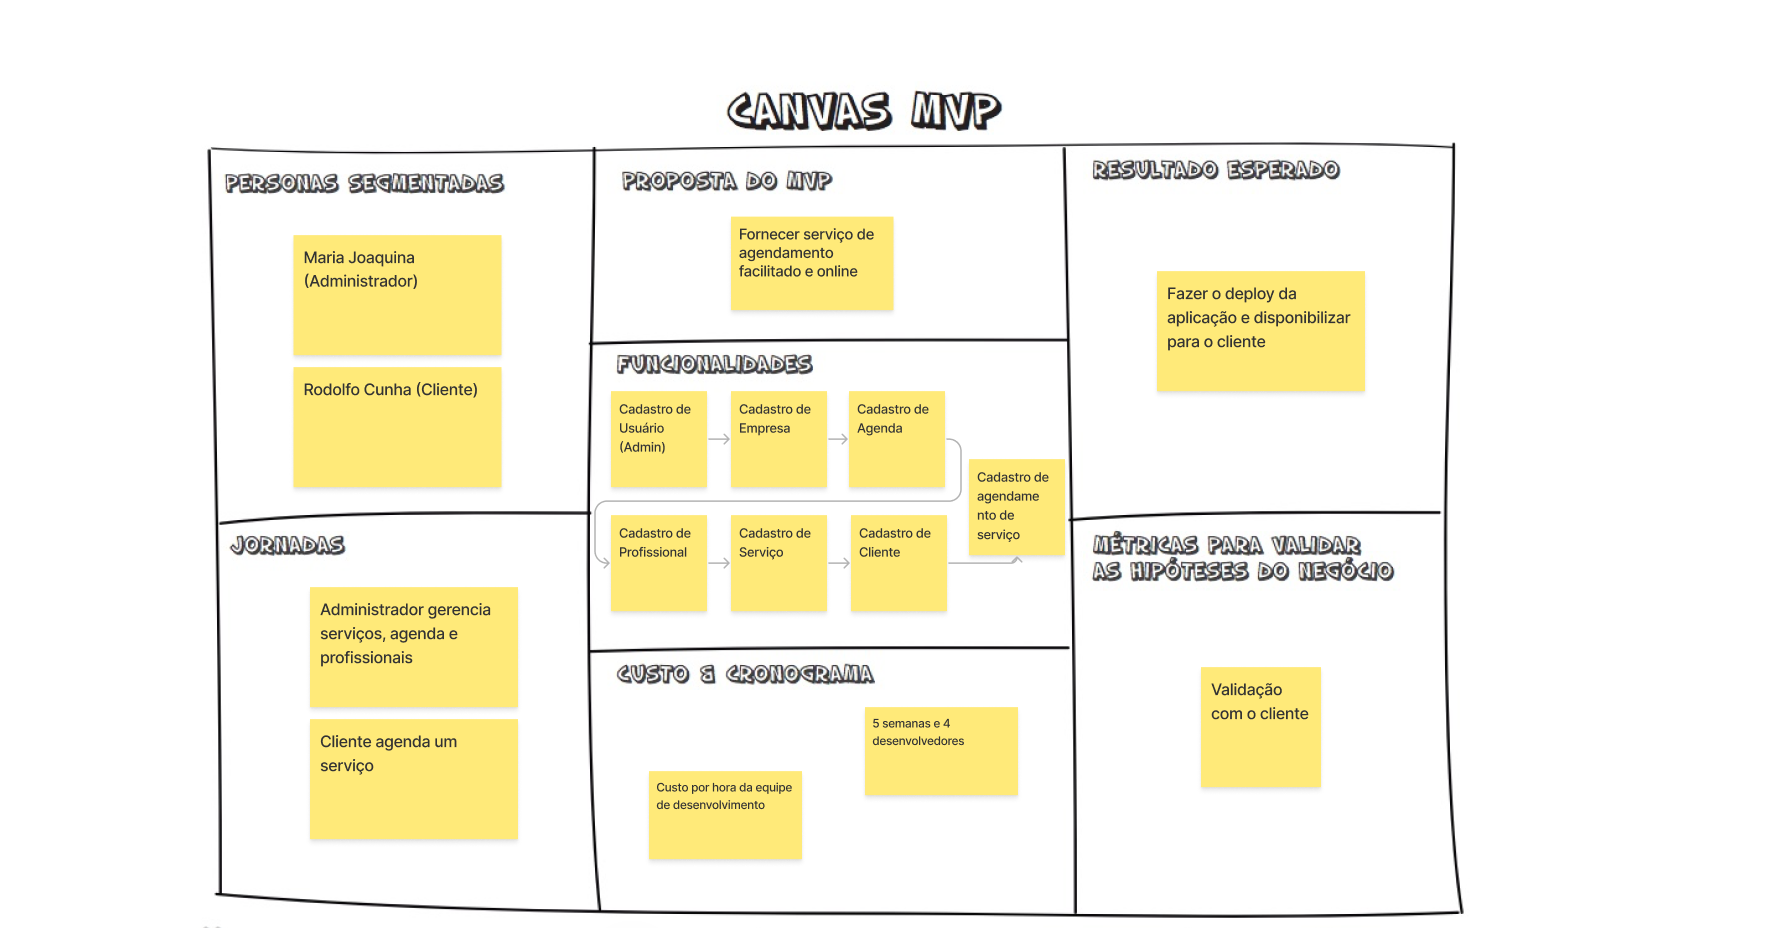 CANVAS MVP
PERSONAS SEGMENTADAS
Maria Joaquina
(Administrador)
Rodolfo Cunha (Cliente)
JORNADAS
Administrador gerencia
serviços, agenda e
profissionais
Cliente agenda um
serviço
PROPOSTA DO MVP
Fornecer serviço de
agendamento
facilitado e online
FUNCIONALIDADES
Cadastro de
Usuário
(Admin)
Cadastro de
Empresa
Cadastro de
Agenda
Cadastro de
Profissional
Cadastro de
Serviço
Cadastro de
Cliente
Cadastro de
agendame
nto de
serviço
CUSTO & CRONOGRAMA
5 semanas e 4
desenvolvedores
Custo por hora da equipe
de desenvolvimento
RESULTADO ESPERADO
Fazer o deploy da
aplicação e disponibilizar
para o cliente
MÉTRICAS PARA VALIDAR
AS HIPÓTESES DO NEGÓCIO
Validação
com o cliente